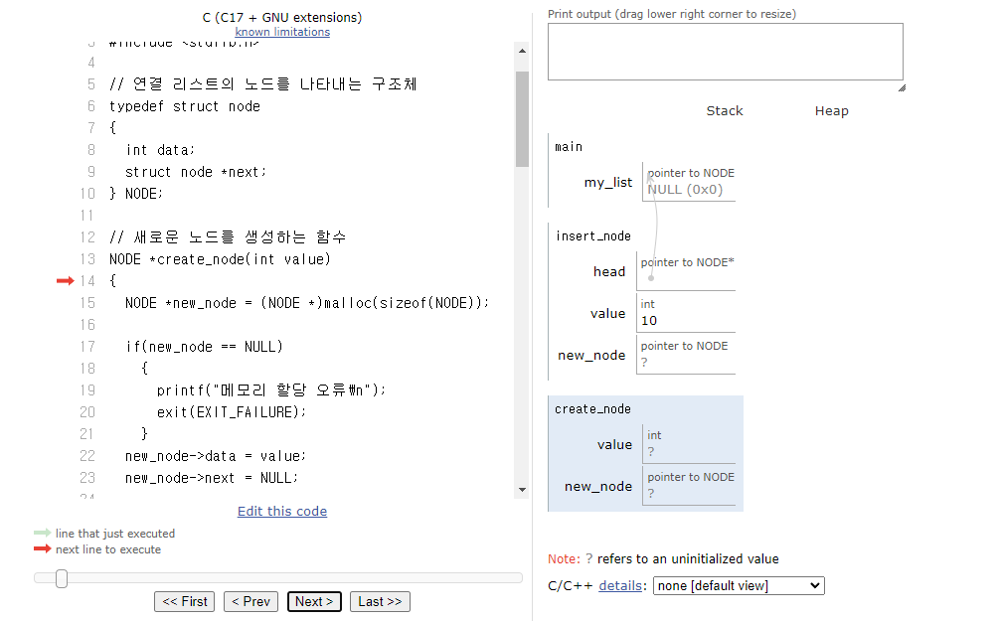 C (C17 + GNU extensions)
known limitations
3 #include <stdlib.h>
4
5 // 연결 리스트의 노드를 나타내는 구조체
6 typedef struct node
7 {
8 int data;
9 struct node *next;
10 } NODE;
11
12 // 새로운 노드를 생성하는 함수
13 NODE *create_node(int value)
14 {
15 NODE *new_node = (NODE *)malloc(sizeof(NODE));
16
17 if(new_node == NULL)
18 {
19 printf("메모리 할당 오류₩n");
20 exit(EXIT_FAILURE);
21 }
22 new_node->data = value;
23 new_node->next = NULL;
24
Edit this code
line that just executed
next line to execute
<< First < Prev Next > Last >>
Print output (drag lower right corner to resize)
Stack Heap
main
my_list pointer to NODE
NULL (0x0)
insert_node
head pointer to NODE*
value int
10
new_node pointer to NODE
?
create_node
value int
?
new_node pointer to NODE
?
Note: ? refers to an uninitialized value
C/C++ details: none [default view]